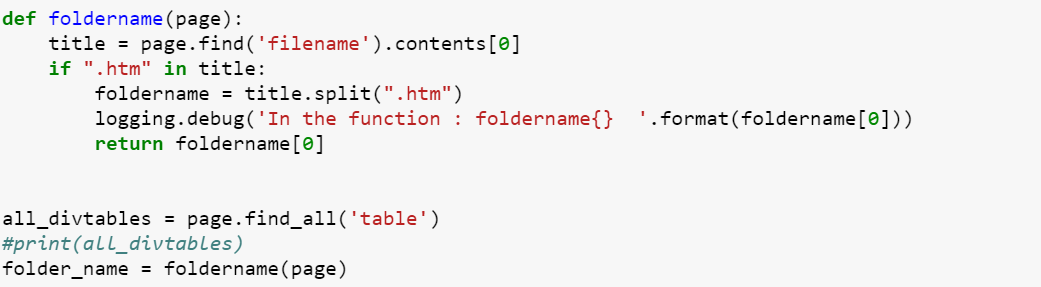 def foldername(page):
    title = page.find('filename').contents[0]
    if ".htm" in title:
        foldername = title.split(".htm")
        logging.debug('In the function : foldername{}  '.format(foldername[0]))
        return foldername[0]
all_divtables = page.find_all('table')
#print(all_divtables)
folder_name = foldername(page)